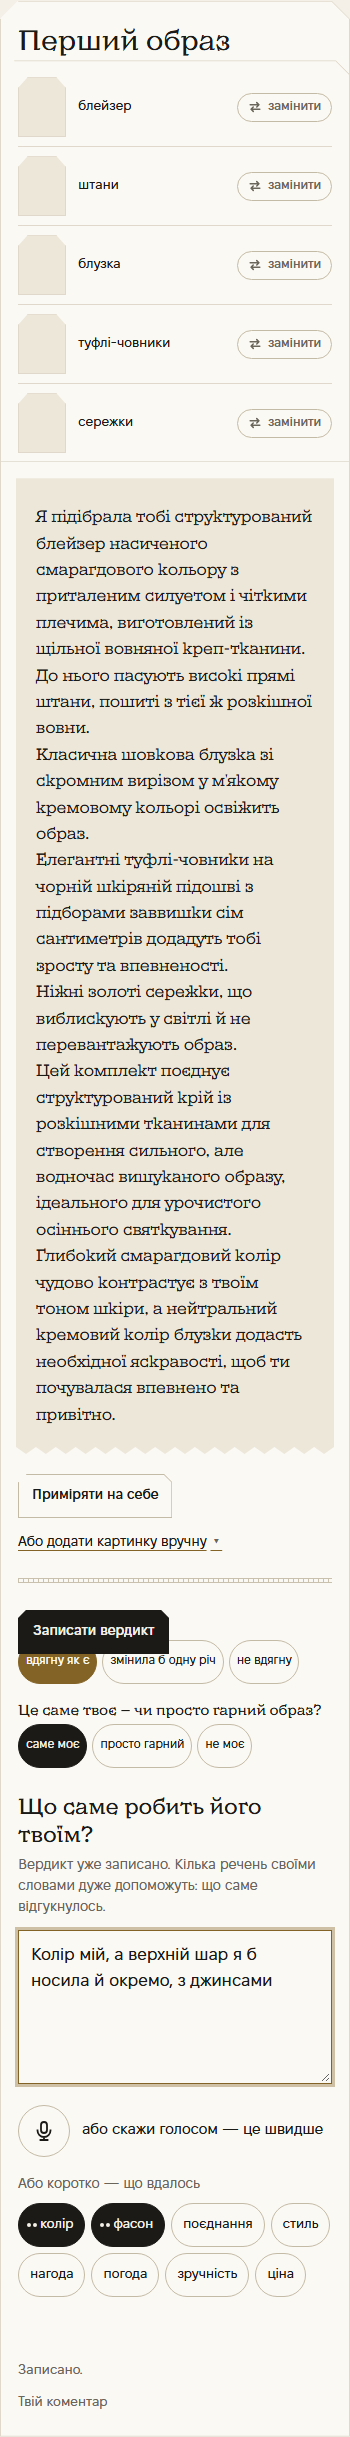 Перший образ
блейзер
замінити
штани
замінити
блузка
замінити
туфлі-човники
замінити
сережки
замінити
Я підібрала тобі структурований
блейзер насиченого
смарагдового кольору з
приталеним силуетом і чіткими
плечима, виготовлений із
щільної вовняної креп-тканини.
До нього пасують високі прямі
штани, пошиті з тієї ж розкішної
вовни.
Класична шовкова блузка зі
скромним вирізом у м'якому
кремовому кольорі освіжить
образ.
Елегантні туфлі-човники на
чорній шкіряній підошві з
підборами заввишки сім
сантиметрів додадуть тобі
зросту та впевненості.
Ніжні золоті сережки, що
виблискують у світлі й не
перевантажують образ.
Цей комплект поєднує
структурований крій із
розкішними тканинами для
створення сильного, але
водночас вишуканого образу,
ідеального для урочистого
осіннього святкування.
Глибокий смарагдовий колір
чудово контрастує з твоїм
тоном шкіри, а нейтральний
кремовий колір блузки додасть
необхідної яскравості, щоб ти
почувалася впевнено та
привітно.
Приміряти на себе
Або додати картинку вручну
Записати вердикт
вдягну як є
змінила б одну річ
не вдягну
Це саме твоє – чи просто гарний образ?
саме моє
просто гарний
не моє
Що саме робить його
твоїм?
Вердикт уже записано. Кілька речень своїми
словами дуже допоможуть: що саме
відгукнулось.
Колір мій, а верхній шар я б
носила й окремо, з джинсами
або скажи голосом — це швидше
Або коротко — що вдалось
колір
фасон
поєднання
стиль
нагода
погода
зручність
ціна
Записано.
Твій коментар